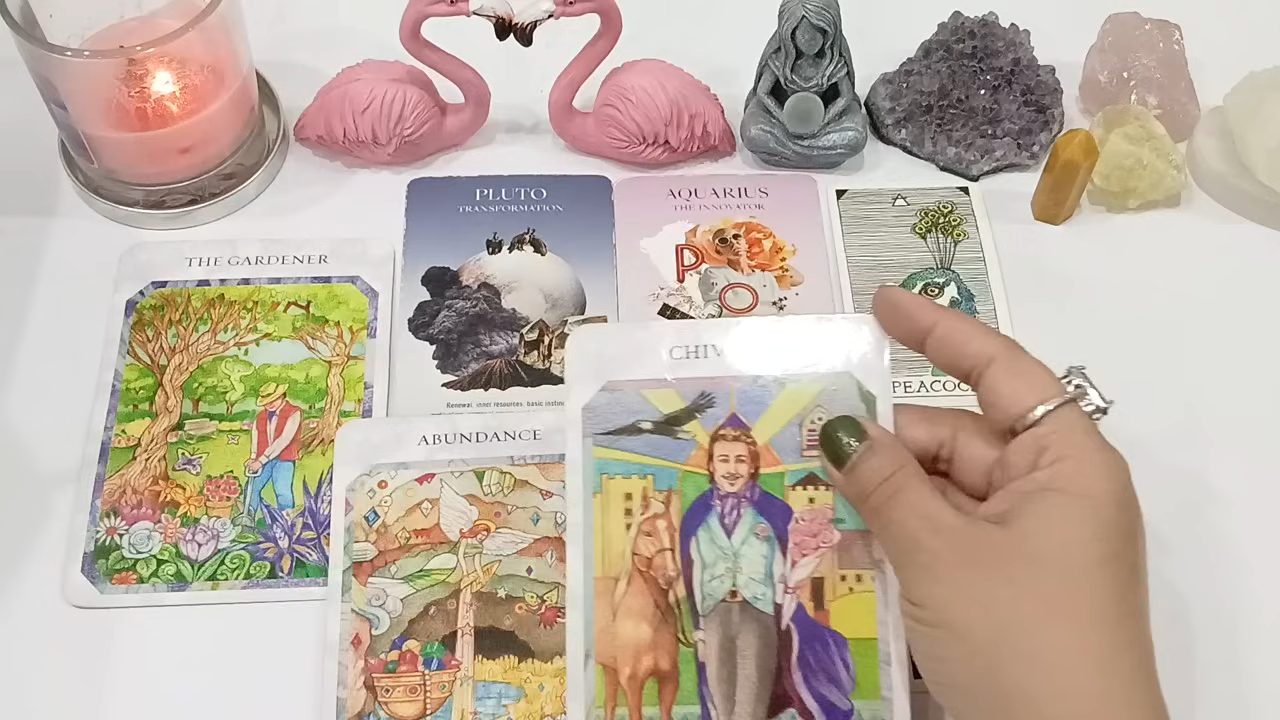 PLUTO
TRANSFORMATION
AQUARIUS
THE INNOVATOR
P
O
THE GARDENER
CHIV
PEACOC
Renewal, inner resources, basic instinc
ABUNDANCE